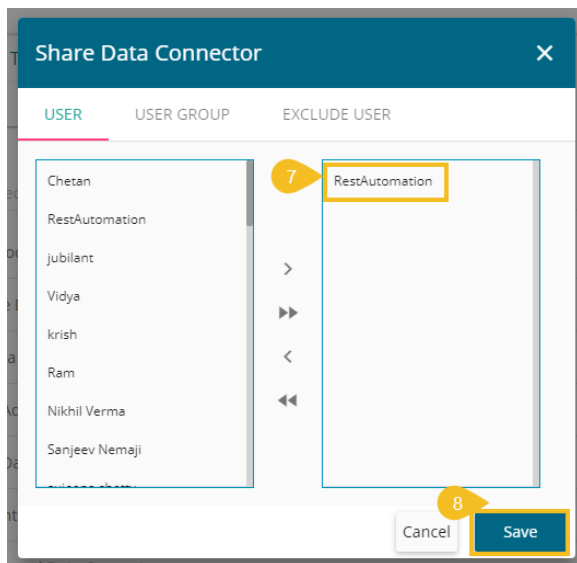 Share Data Connector
USER USER GROUP EXCLUDE USER
Chetan
RestAutomation
jubilant
Vidya
krish
Ram
Nikhil Verma
Sanjeev Nemaji
7
RestAutomation
8
Cancel Save